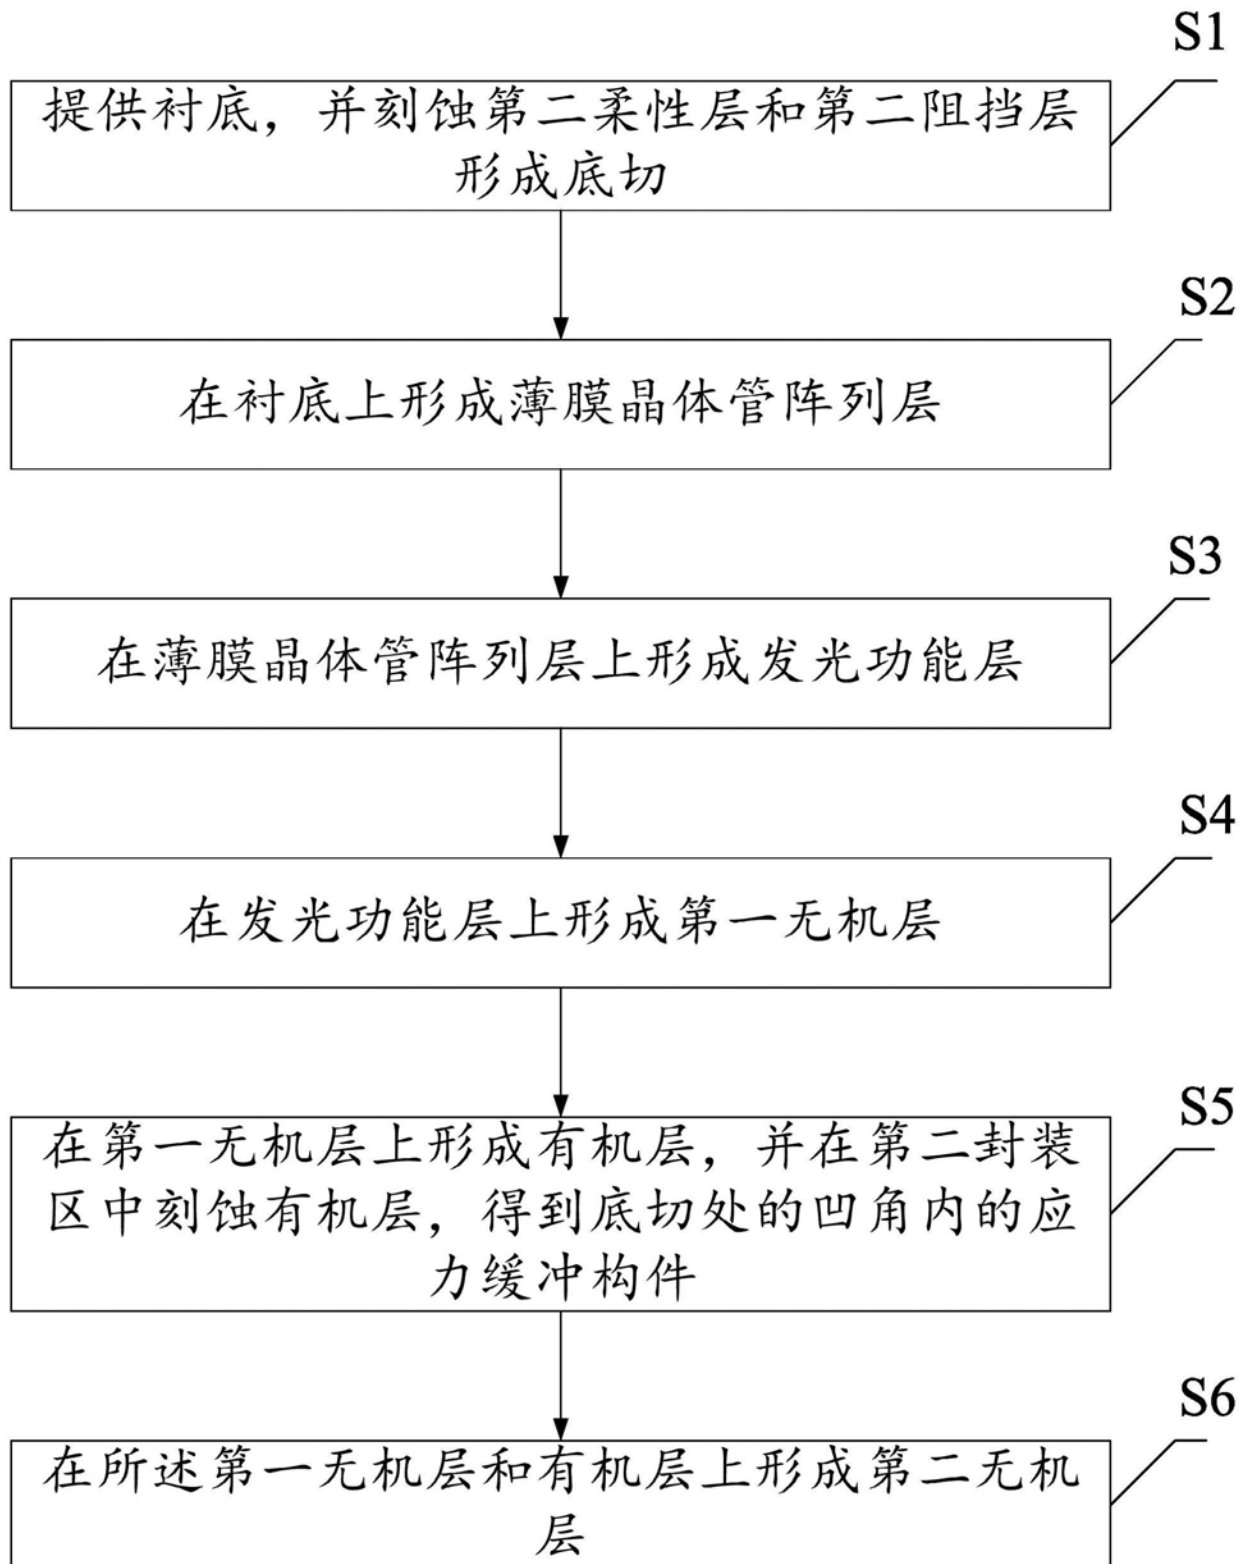 S1
提供衬底，并刻蚀第二柔性层和第二阻挡层
形成底切
S2
在衬底上形成薄膜晶体管阵列层
S3
在薄膜晶体管阵列层上形成发光功能层
S4
在发光功能层上形成第一无机层
S5
在第一无机层上形成有机层，并在第二封装
区中刻蚀有机层，得到底切处的凹角内的应
力缓冲构件
S6
在所述第一无机层和有机层上形成第二无机
层